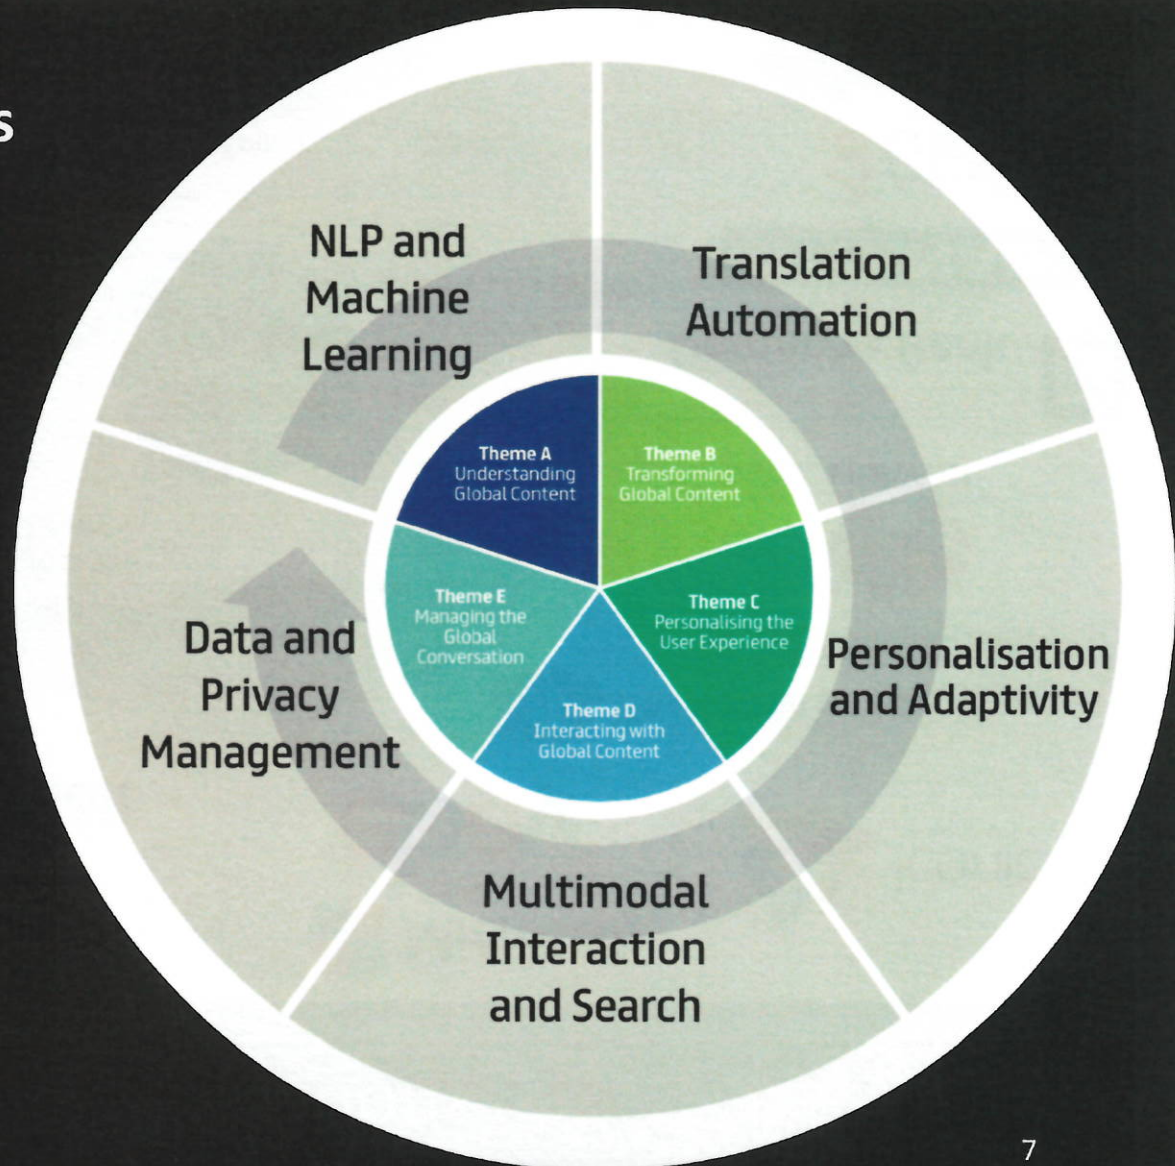 s
NLP and
Machine
Learning
Translation
Automation
Theme A
Understanding
Global Content
Theme B
Transforming
Global Content
Theme C
Personalising the
User Experience
Theme D
Interacting with
Global Content
Theme E
Managing the
Global
Conversation
Personalisation
and Adaptivity
Multimodal
Interaction
and Search
Data and
Privacy
Management
7